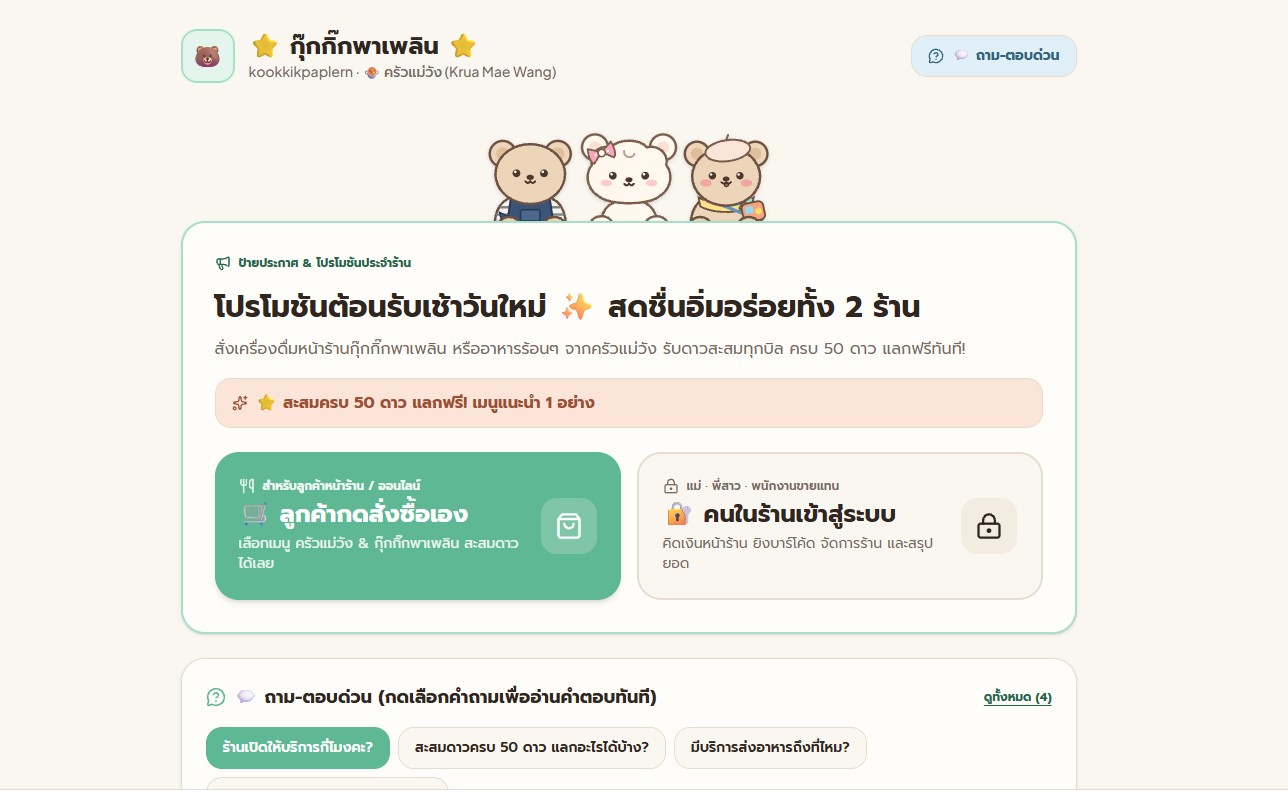 กุ๊กกิ๊กพาเพลิน
kookkikpaplern · ครัวแม่วัง (Krua Mae Wang)
ถาม-ตอบด่วน
ป้ายประกาศ & โปรโมชันประจำร้าน
โปรโมชันต้อนรับเช้าวันใหม่ ✨ สดชื่นอิ่มอร่อยทั้ง 2 ร้าน
สั่งเครื่องดื่มหน้าร้านกุ๊กกิ๊กพาเพลิน หรืออาหารร้อนๆ จากครัวแม่วัง รับดาวสะสมทุกบิล ครบ 50 ดาว แลกฟรีทันที!
สะสมครบ 50 ดาว แลกฟรี! เมนูแนะนำ 1 อย่าง
สำหรับลูกค้าหน้าร้าน / ออนไลน์
ลูกค้ากดสั่งซื้อเอง
เลือกเมนู ครัวแม่วัง & กุ๊กกิ๊กพาเพลิน สะสมดาว
ได้เลย
แม่ · พี่สาว · พนักงานขายแทน
คนในร้านเข้าสู่ระบบ
คิดเงินหน้าร้าน ยิงบาร์โค้ด จัดการร้าน และสรุป
ยอด
ถาม-ตอบด่วน (กดเลือกคำถามเพื่ออ่านคำตอบทันที)
ดูทั้งหมด (4)
ร้านเปิดให้บริการกี่โมงคะ?
สะสมดาวครบ 50 ดาว แลกอะไรได้บ้าง?
มีบริการส่งอาหารถึงที่ไหม?